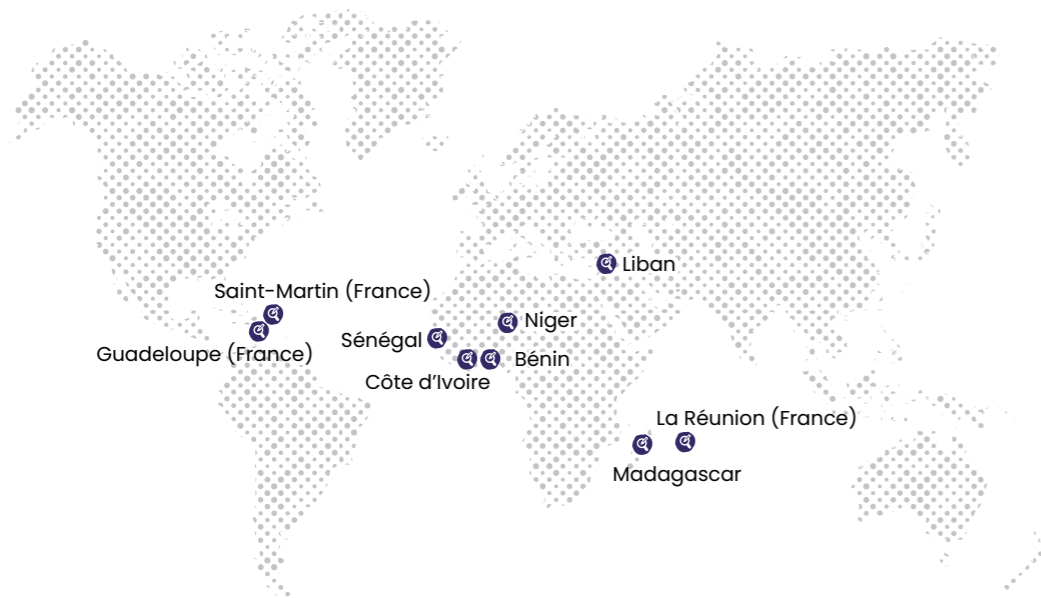 Liban
Saint-Martin (France)
Niger
Sénégal
Guadeloupe (France)
Bénin
Côte d’Ivoire
La Réunion (France)
Madagascar